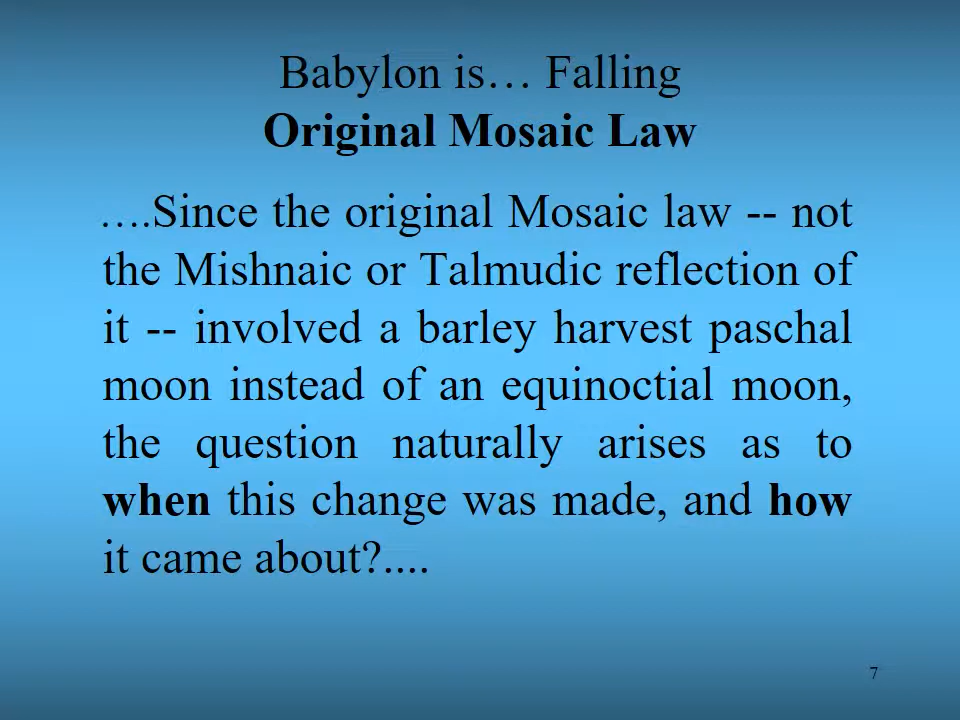 Babylon is… Falling
Original Mosaic Law
….Since the original Mosaic law -- not
the Mishnaic or Talmudic reflection of
it -- involved a barley harvest paschal
moon instead of an equinoctial moon,
the question naturally arises as to
when this change was made, and how
it came about?....
7